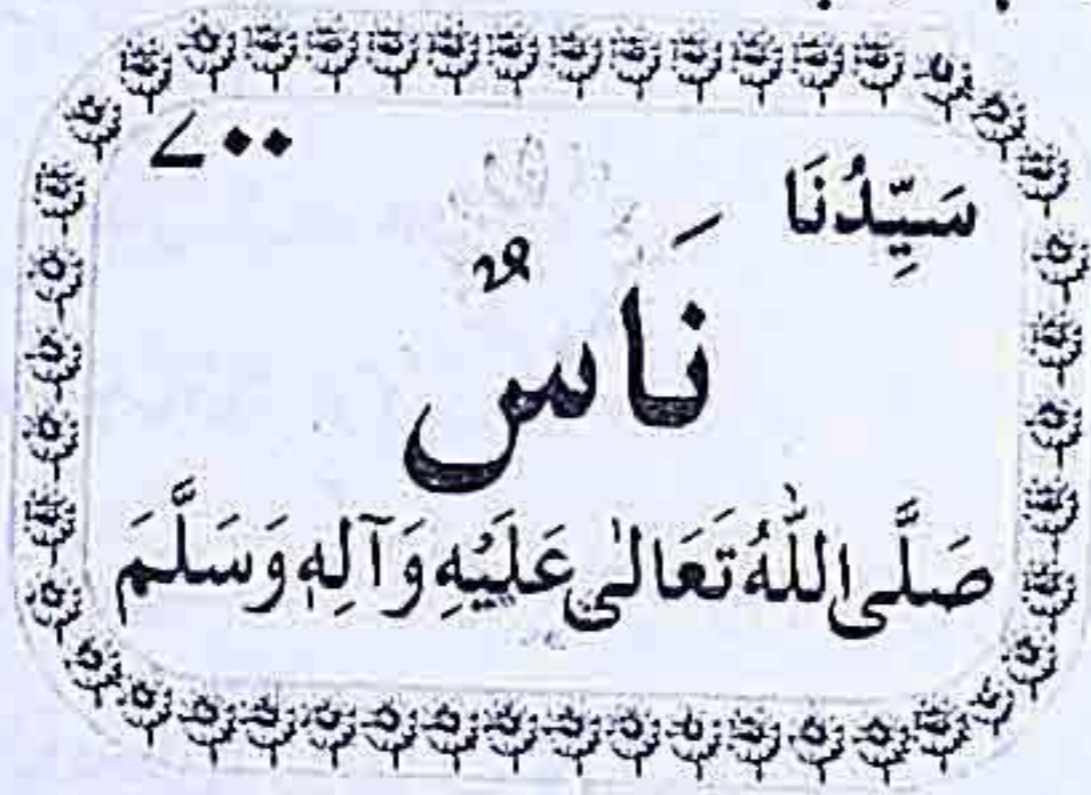 ۷۰۰
سَیِّدُنَا
نَاسٌ
صَلَّی اللّٰهُ تَعَالٰی عَلَیْهِ وَآلِهٖ وَسَلَّمَ